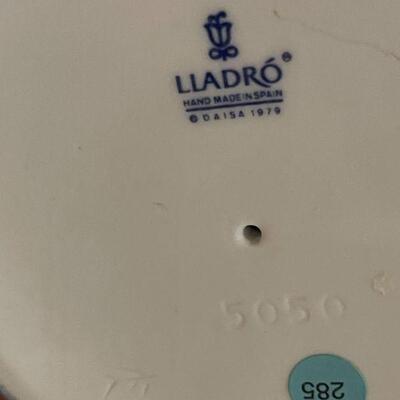 LLADRÓ®
HAND MADE IN SPAIN
© DAISA 1979
5050
285